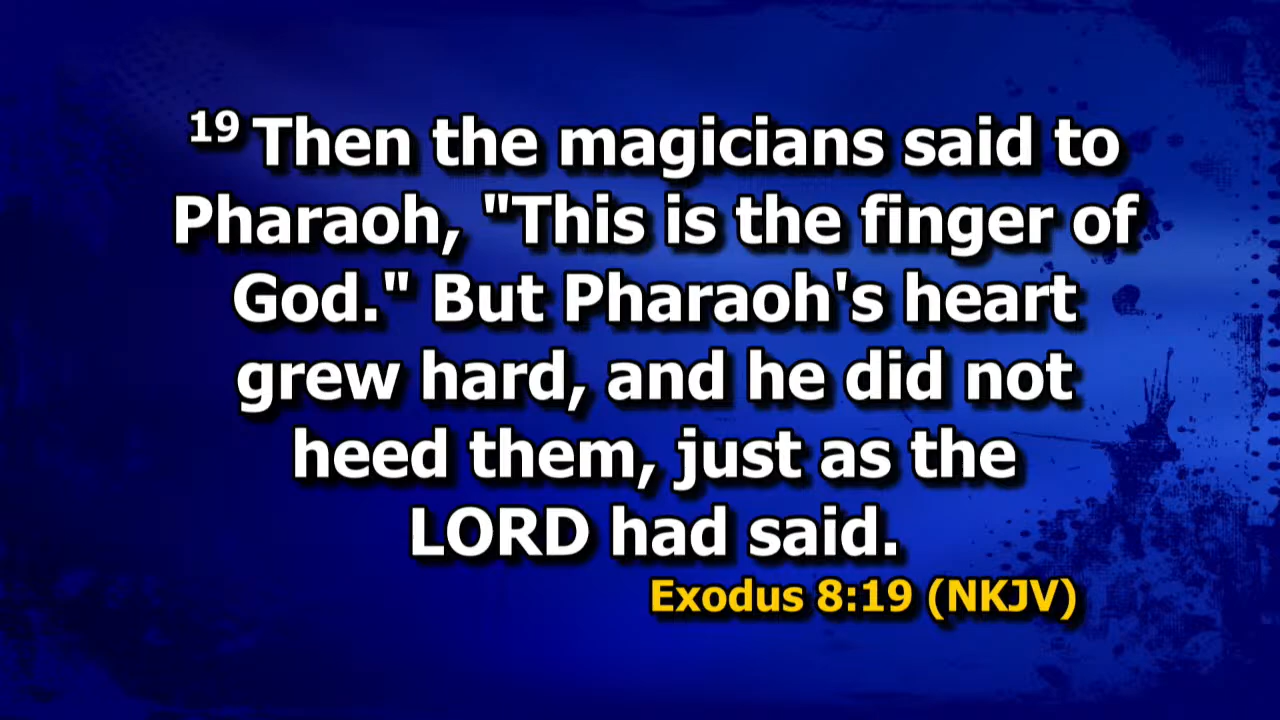 19 Then the magicians said to
Pharaoh, "This is the finger of
God." But Pharaoh's heart
grew hard, and he did not
heed them, just as the
LORD had said.
Exodus 8:19 (NKJV)